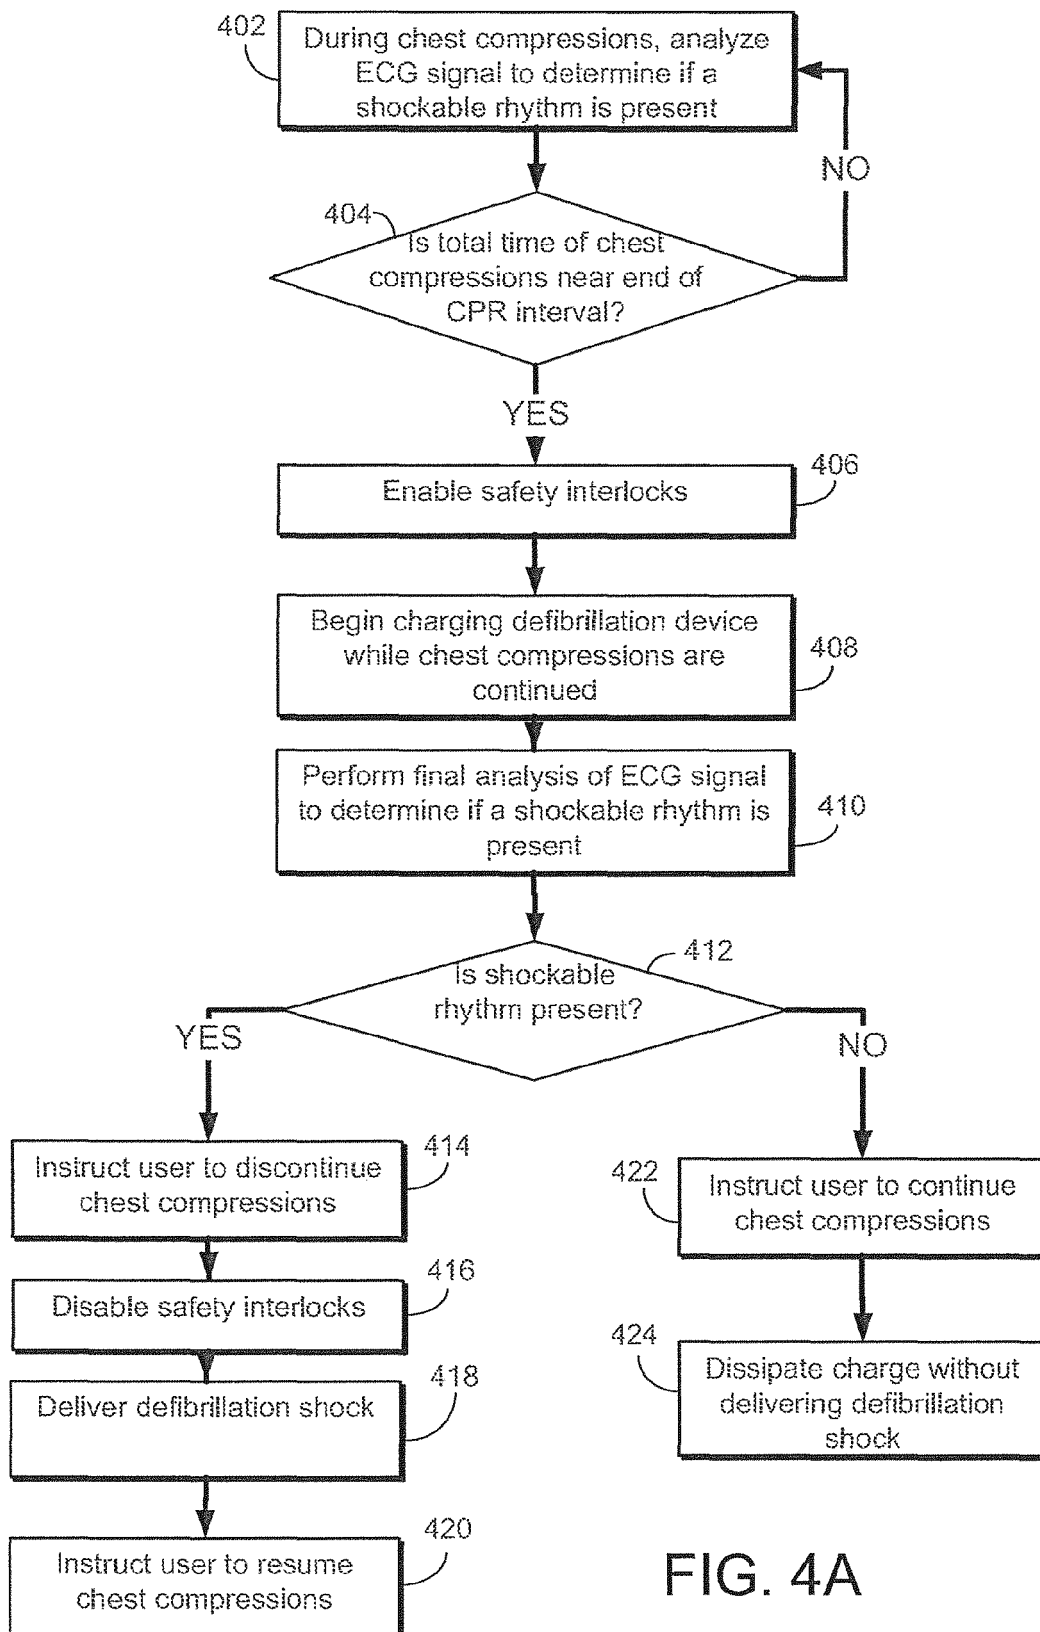 402
During chest compressions, analyze
ECG signal to determine if a
shockable rhythm is present
NO
404
Is total time of chest
compressions near end of
CPR interval?
YES
406
Enable safety interlocks
Begin charging defibrillation device
while chest compressions are
continued
408
Perform final analysis of ECG signal
to determine if a shockable rhythm is
present
410
412
Is shockable
rhythm present?
YES
NO
414
Instruct user to discontinue
chest compressions
422
Instruct user to continue
chest compressions
416
Disable safety interlocks
418
Deliver defibrillation shock
424
Dissipate charge without
delivering defibrillation
shock
420
Instruct user to resume
chest compressions
FIG. 4A